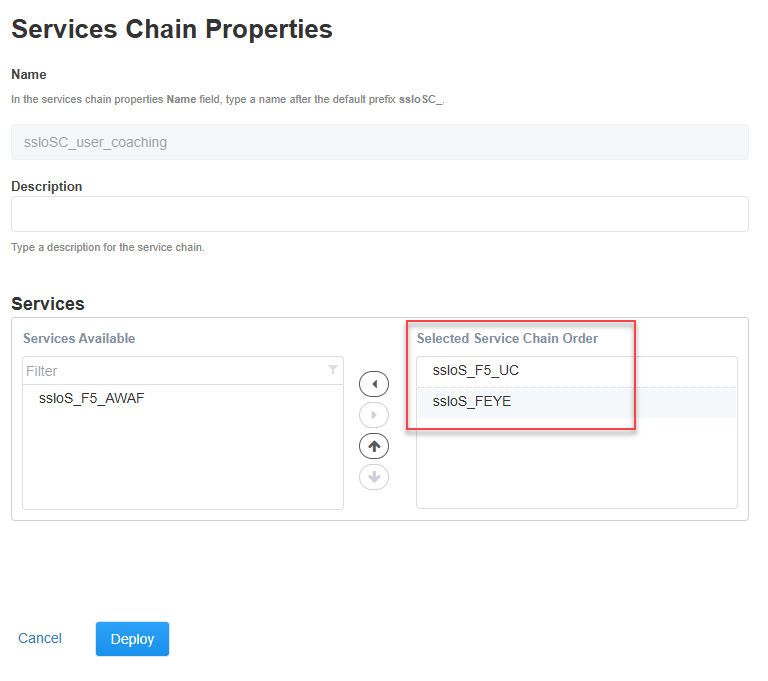 Services Chain Properties
Name
In the services chain properties Name field, type a name after the default prefix ssloSC_.
ssloSC_user_coaching
Description
Type a description for the service chain.
Services
Services Available
Filter
ssloS_F5_AWAF
Selected Service Chain Order
ssloS_F5_UC
ssloS_FEYE
Cancel
Deploy